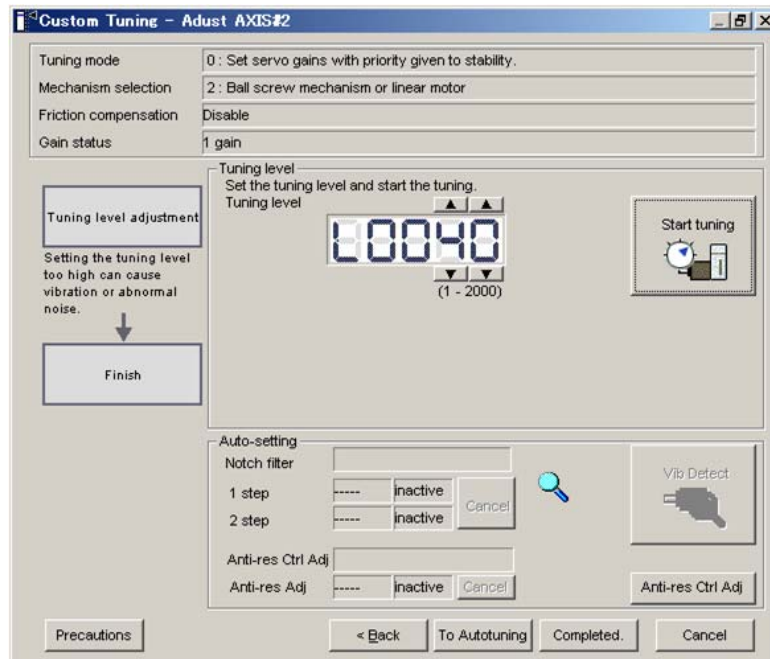 Custom Tuning - Adust AXIS#2
Tuning mode
0 : Set servo gains with priority given to stability.
Mechanism selection
2 : Ball screw mechanism or linear motor
Friction compensation
Disable
Gain status
1 gain
Tuning level adjustment
Setting the tuning level
too high can cause
vibration or abnormal
noise.
Finish
Tuning level
Set the tuning level and start the tuning.
Tuning level
L0040
(1 - 2000)
Start tuning
Auto-setting
Notch filter
1 step
-----
inactive
2 step
-----
inactive
Cancel
Vib Detect
Anti-res Ctrl Adj
Anti-res Adj
-----
inactive
Cancel
Anti-res Ctrl Adj
Precautions
< Back
To Autotuning
Completed.
Cancel